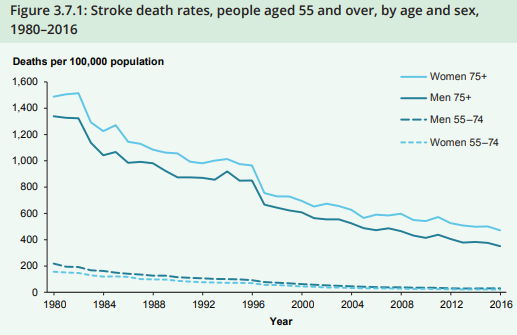 Figure 3.7.1: Stroke death rates, people aged 55 and over, by age and sex,
1980–2016
Deaths per 100,000 population
1,600
1,400
1,200
1,000
800
600
400
200
0
Women 75+
Men 75+
Men 55–74
Women 55–74
1980 1984 1988 1992 1996 2000 2004 2008 2012 2016
Year